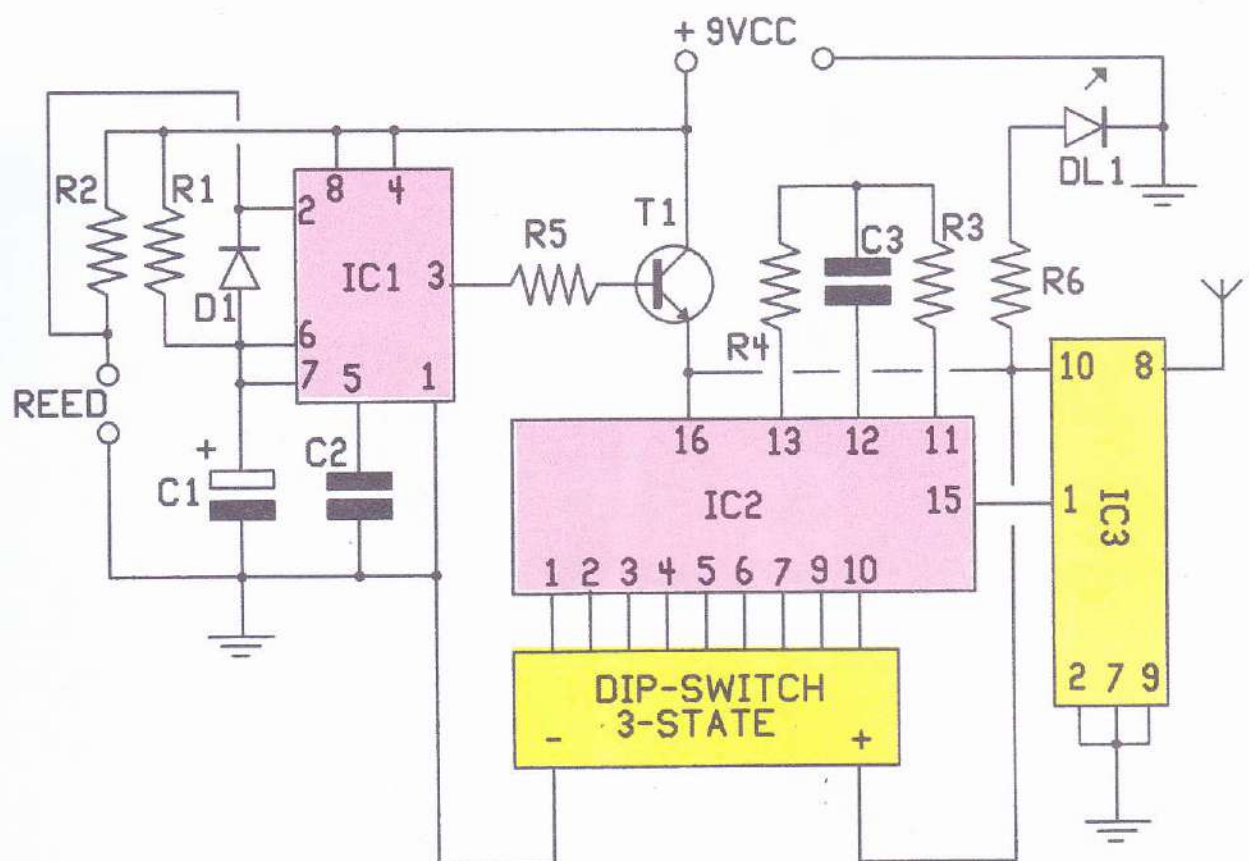 + 9VCC
DL1
R2
R1
8 4
2
IC1
3
D1
6
7
5
1
R5
T1
C3
R3
R4
R6
REED
+
C1
C2
16 13 12 11
IC2
15
1 2 3 4 5 6 7 9 10
10 8
1
IC3
2 7 9
DIP-SWITCH
3-STATE
- +